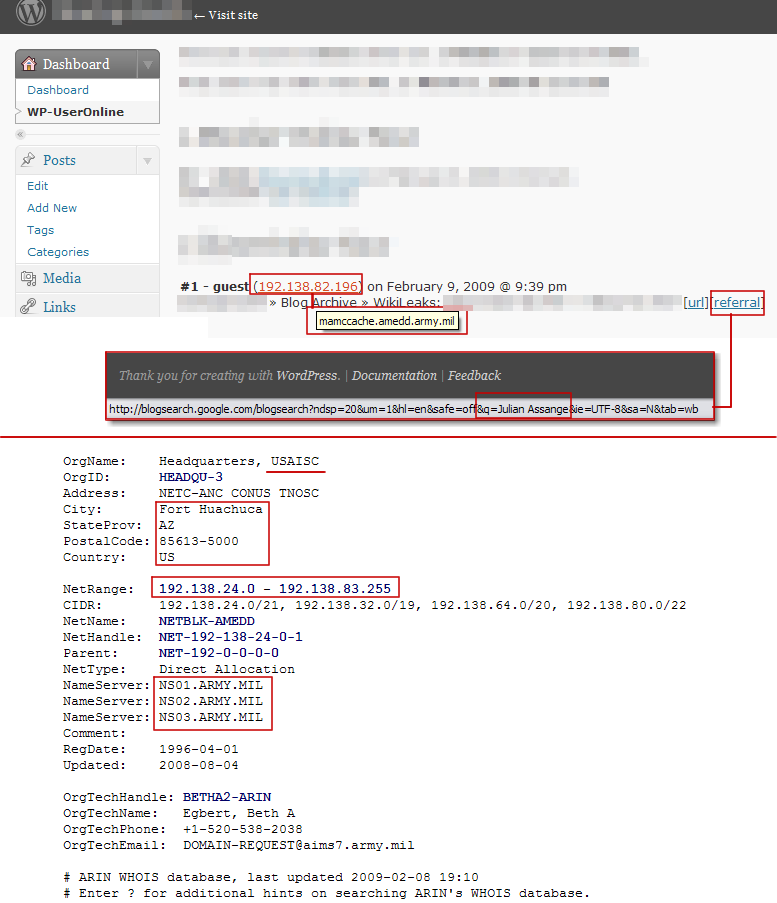 ← Visit site
Dashboard
Dashboard
WP-UserOnline
«
Posts
Edit
Add New
Tags
Categories
Media
Links
#1 - guest (192.138.82.196) on February 9, 2009 @ 9:39 pm
» Blog Archive » WikiLeaks: [url][referral]
mamccache.amedd.army.mil
Thank you for creating with WordPress. | Documentation | Feedback
http://blogsearch.google.com/blogsearch?ndsp=20&um=1&hl=en&safe=off&q=Julian Assange&ie=UTF-8&sa=N&tab=wb
OrgName: Headquarters, USAISC
OrgID: HEADQU-3
Address: NETC-ANC CONUS TNOSC
City: Fort Huachuca
StateProv: AZ
PostalCode: 85613-5000
Country: US
NetRange: 192.138.24.0 - 192.138.83.255
CIDR: 192.138.24.0/21, 192.138.32.0/19, 192.138.64.0/20, 192.138.80.0/22
NetName: NETBLK-AMEDD
NetHandle: NET-192-138-24-0-1
Parent: NET-192-0-0-0-0
NetType: Direct Allocation
NameServer: NS01.ARMY.MIL
NameServer: NS02.ARMY.MIL
NameServer: NS03.ARMY.MIL
Comment:
RegDate: 1996-04-01
Updated: 2008-08-04
OrgTechHandle: BETHA2-ARIN
OrgTechName: Egbert, Beth A
OrgTechPhone: +1-520-538-2038
OrgTechEmail: DOMAIN-REQUEST@aims7.army.mil
# ARIN WHOIS database, last updated 2009-02-08 19:10
# Enter ? for additional hints on searching ARIN's WHOIS database.